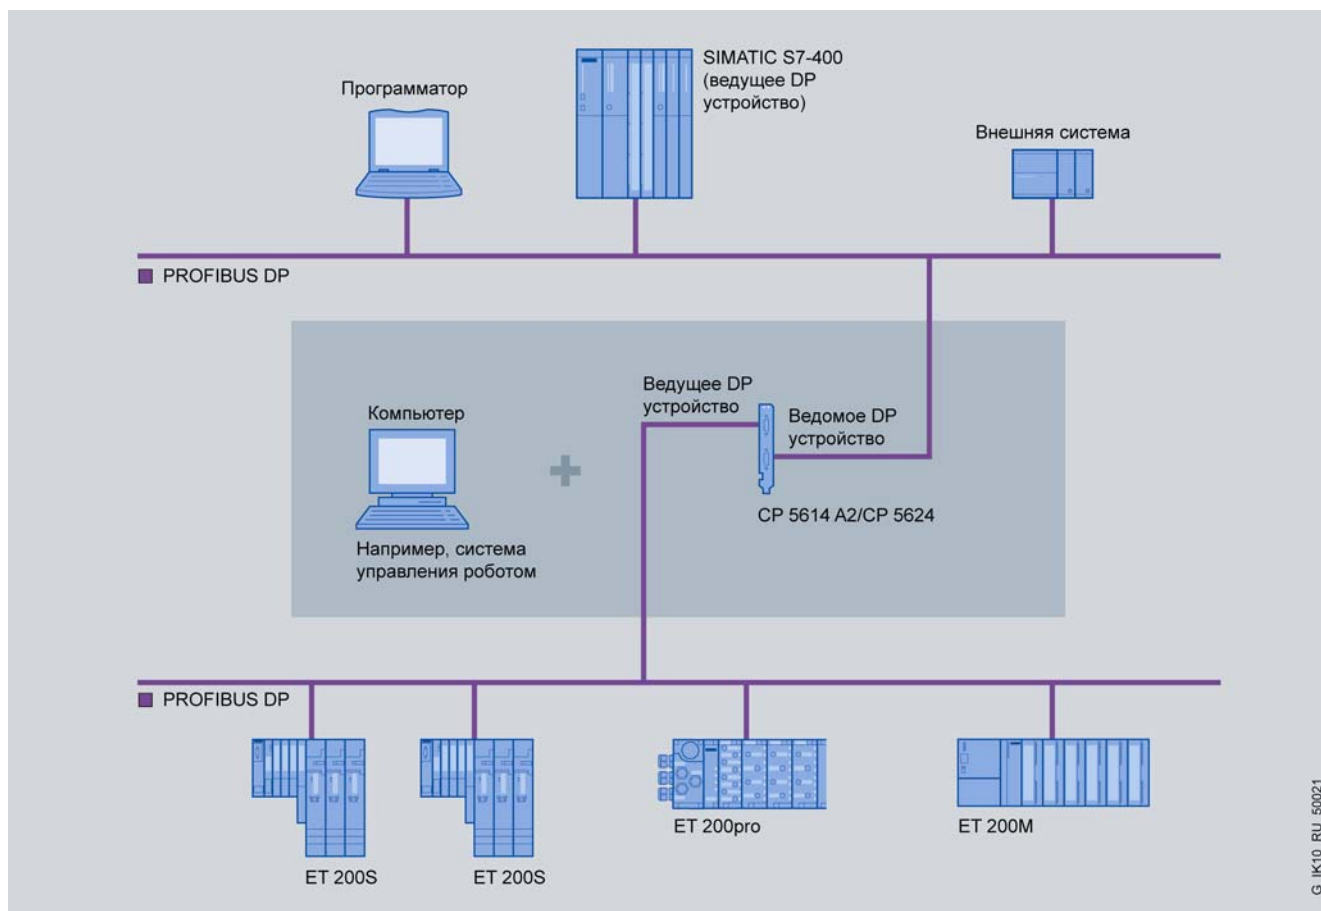 Программатор
SIMATIC S7-400
(ведущее DP
устройство)
Внешняя система
PROFIBUS DP
Ведущее DP
устройство
Ведомое DP
устройство
Компьютер
CP 5614 A2/CP 5624
Например, система
управления роботом
PROFIBUS DP
ET 200S
ET 200S
ET 200pro
ET 200M
G_IK10_RU_50021